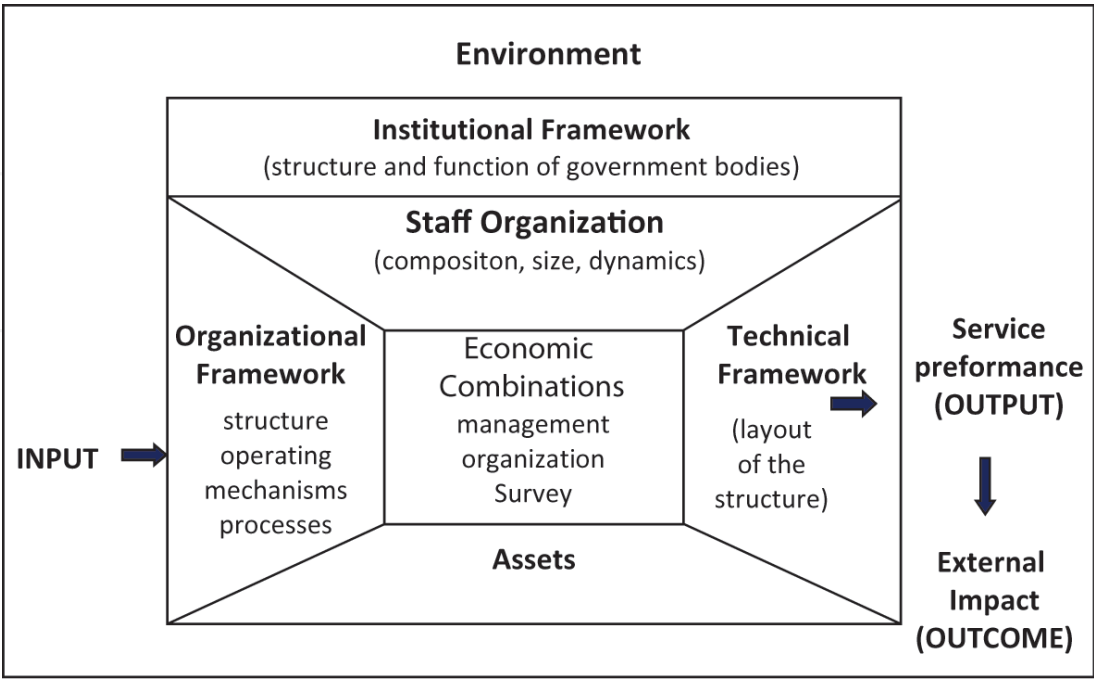 Environment
Institutional Framework
(structure and function of government bodies)
Staff Organization
(compositon, size, dynamics)
Organizational
Framework
structure
operating
mechanisms
processes
Economic
Combinations
management
organization
Survey
Technical
Framework
(layout
of the
structure)
Assets
INPUT
Service
preformance
(OUTPUT)
External
Impact
(OUTCOME)